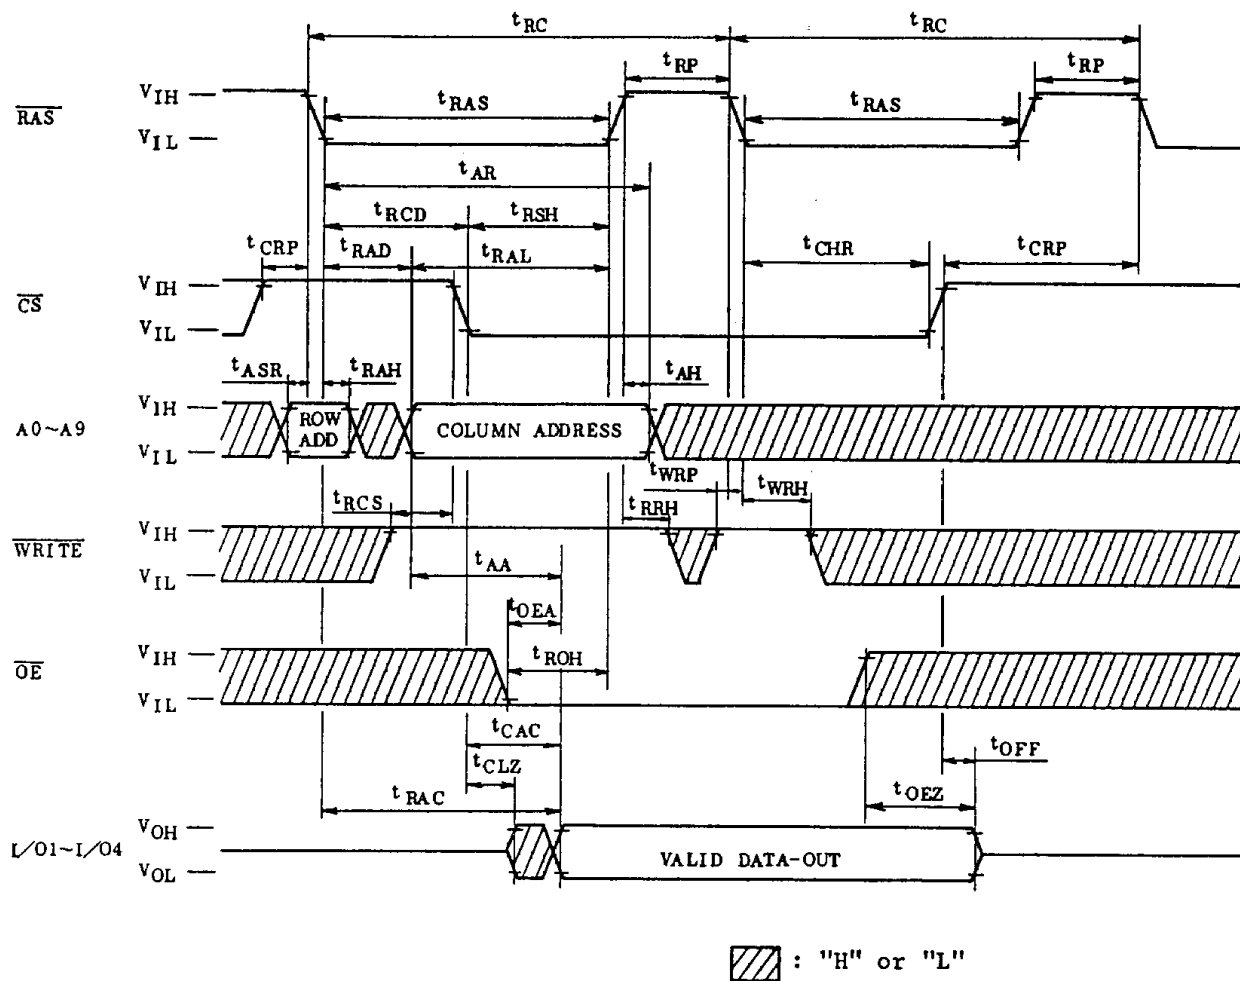 tRC tRC
tRP tRP
RAS VIH tRAS tRAS
VIL
tAR
tRCD tRSH
tCRP tRAD tRAL tCHR tCRP
CS VIH
VIL
tASR tRAH tAH
A0~A9 VIH ROW ADD COLUMN ADDRESS
VIL
tWRP tWRH
tRCS tRRH
WRITE VIH
VIL
tAA
tOEA
OE VIH tROH
VIL
tCAC
tCLZ tOFF
tRAC tOEZ
I/O1~I/O4 VOH
VOL VALID DATA-OUT
: "H" or "L"